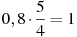 0,8 · 5/4 = 1